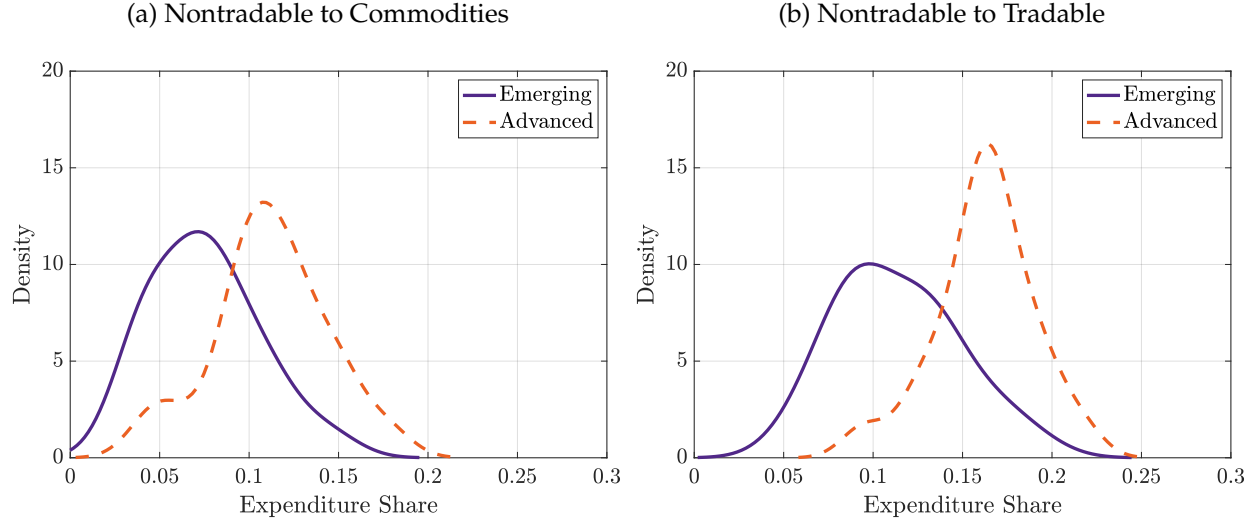 (a) Nontradable to Commodities
20
15
10
5
0
Density
0
0.05
0.1
0.15
0.2
0.25
0.3
Expenditure Share
Emerging
Advanced
(b) Nontradable to Tradable
20
15
10
5
0
Density
0
0.05
0.1
0.15
0.2
0.25
0.3
Expenditure Share
Emerging
Advanced